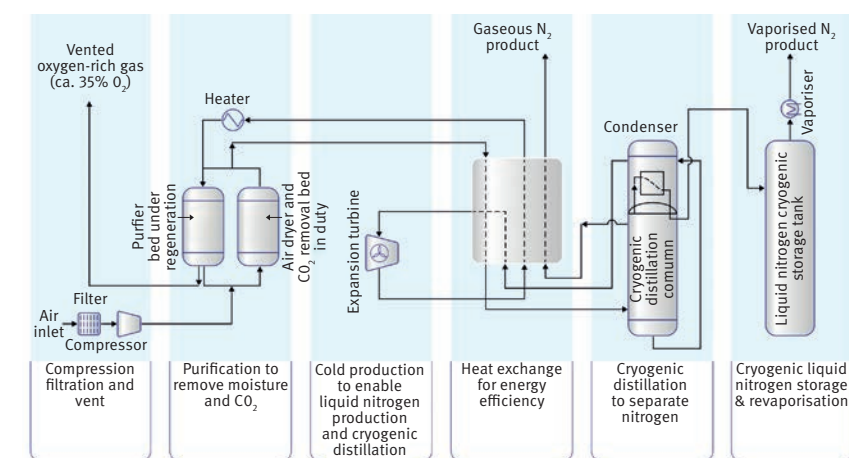 Vented
oxygen-rich gas
(ca. 35% O₂)
Gaseous N₂
product
Vaporised N₂
product
Heater
Condenser
Vaporiser
Purfier
bed under
regeneration
Air dryer and
CO₂ removal bed
in duty
Expansion turbine
Cryogenic
distillation
comumn
Liquid nitrogen cryogenic
storage tank
Filter
Air
inlet
Compressor
Compression
filtration and
vent
Purification to
remove moisture
and CO₂
Cold production
to enable
liquid nitrogen
production
and cryogenic
distillation
Heat exchange
for energy
efficiency
Cryogenic
distillation
to separate
nitrogen
Cryogenic liquid
nitrogen storage
& revaporisation